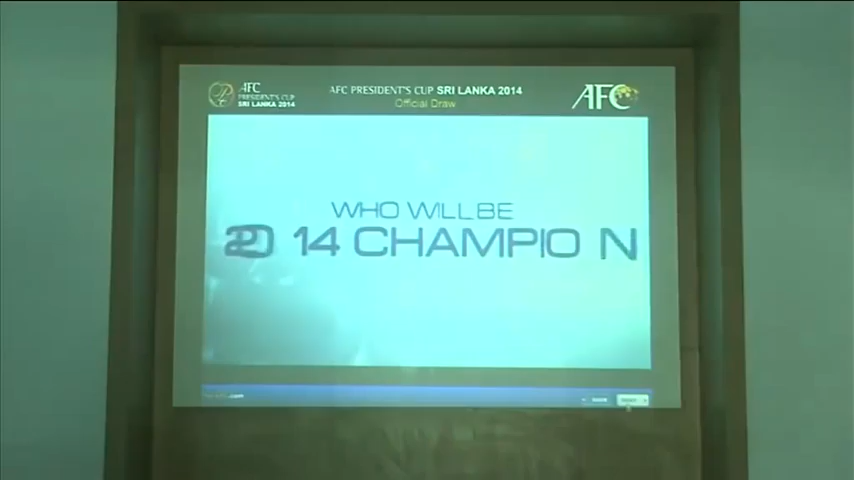 AFC
PRESIDENT'S CUP
SRI LANKA 2014
AFC PRESIDENT'S CUP SRI LANKA 2014
Official Draw
AFC
WHO WILL BE
2014 CHAMPION